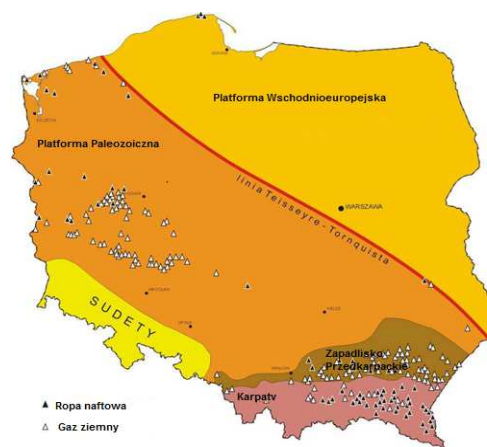 Platforma Wschodnioeuropejska
Platforma Paleozoiczna
linia Teisseyre - Tornquista
WARSZAWA
SUDETY
Zapadlisko
Przedkarpackie
Karpaty
Ropa naftowa
Gaz ziemny